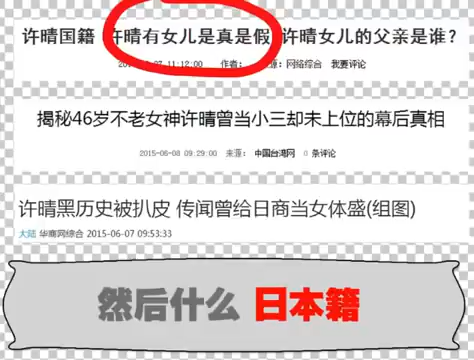 许晴国籍 许晴有女儿是真是假 许晴女儿的父亲是谁?
11:12:00 作者: 来源:网络综合 我要评论
揭秘46岁不老女神许晴曾当小三却未上位的幕后真相
2015-06-08 09:29:00 来源: 中国台湾网 0 条评论
许晴黑历史被扒皮 传闻曾给日商当女体盛(组图)
大陆 华商网综合 2015-06-07 09:53:33
然后什么 日本籍